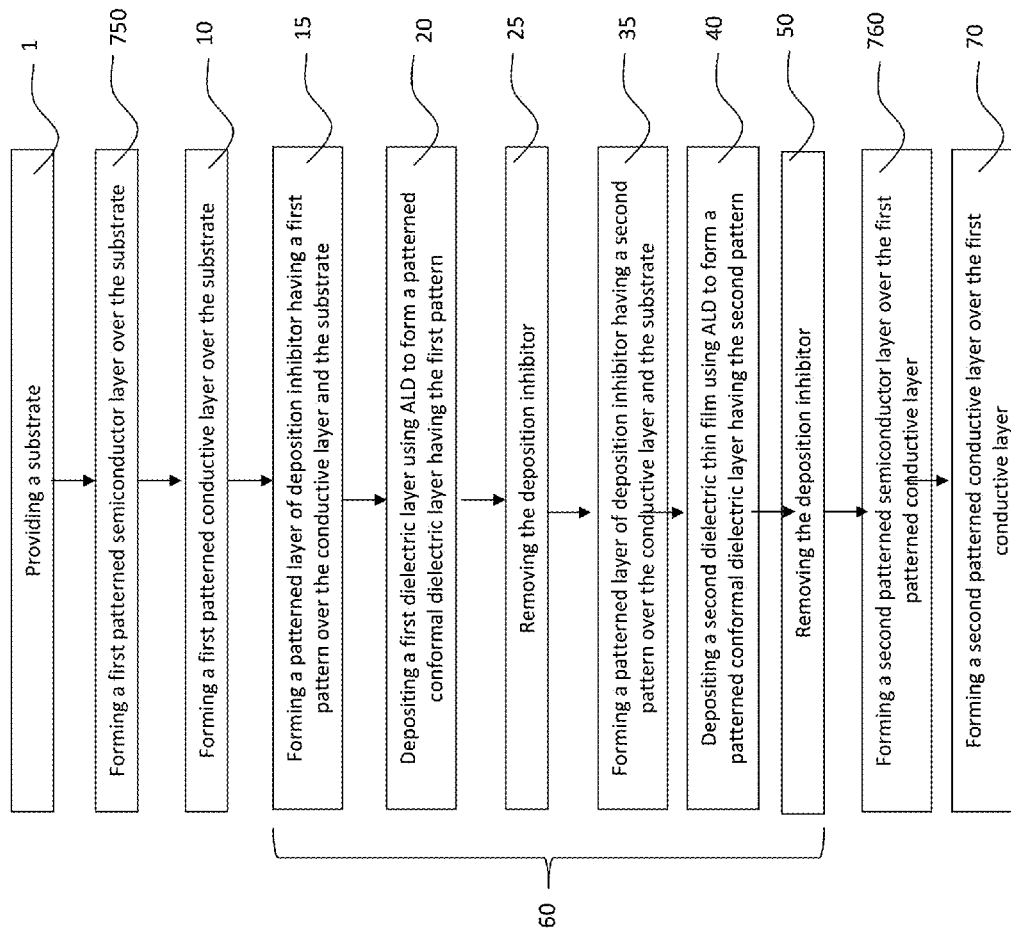 Providing a substrate
1
Forming a first patterned semiconductor layer over the substrate
750
Forming a first patterned conductive layer over the substrate
10
Forming a patterned layer of deposition inhibitor having a first
pattern over the conductive layer and the substrate
15
Depositing a first dielectric layer using ALD to form a patterned
conformal dielectric layer having the first pattern
20
Removing the deposition inhibitor
25
Forming a patterned layer of deposition inhibitor having a second
pattern over the conductive layer and the substrate
35
Depositing a second dielectric thin film using ALD to form a
patterned conformal dielectric layer having the second pattern
40
Removing the deposition inhibitor
50
60
Forming a second patterned semiconductor layer over the first
patterned conductive layer
760
Forming a second patterned conductive layer over the first
conductive layer
70